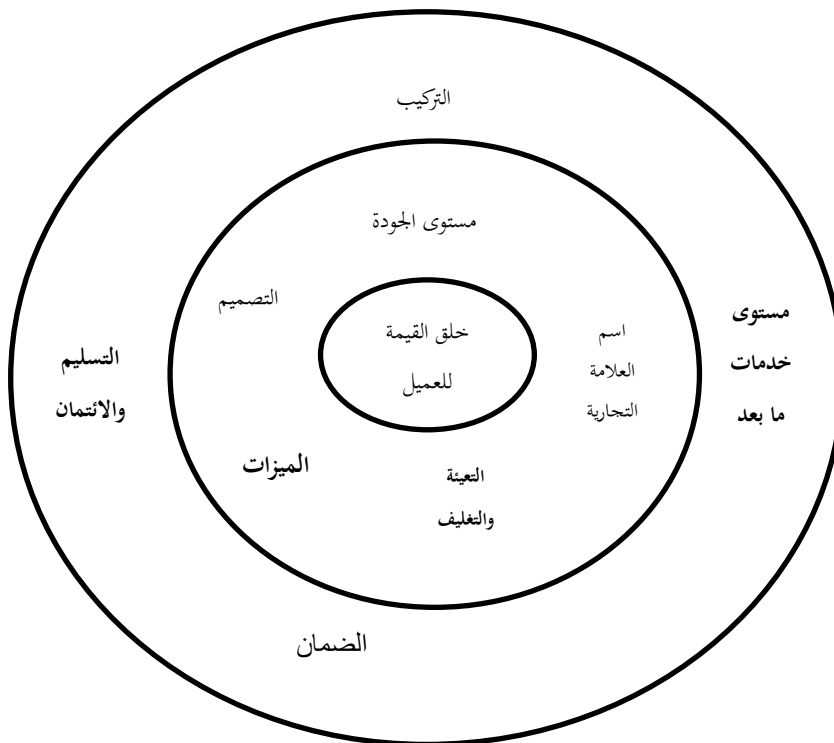 التركيب
مستوى الجودة
التصميم
مستوى
خدمات
ما بعد
اسم
العلامة
التجارية
خلق القيمة
للعميل
التسليم
والائتمان
الميزات
التعبئة
والتغليف
الضمان